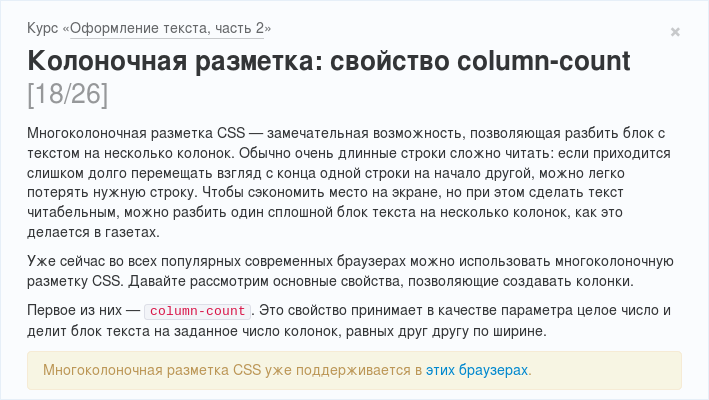 Курс «Оформление текста, часть 2»
×
Колоночная разметка: свойство column-count
[18/26]
Многоколоночная разметка CSS — замечательная возможность, позволяющая разбить блок с
текстом на несколько колонок. Обычно очень длинные строки сложно читать: если приходится
слишком долго перемещать взгляд с конца одной строки на начало другой, можно легко
потерять нужную строку. Чтобы сэкономить место на экране, но при этом сделать текст
читабельным, можно разбить один сплошной блок текста на несколько колонок, как это
делается в газетах.
Уже сейчас во всех популярных современных браузерах можно использовать многоколоночную
разметку CSS. Давайте рассмотрим основные свойства, позволяющие создавать колонки.
Первое из них — column-count. Это свойство принимает в качестве параметра целое число и
делит блок текста на заданное число колонок, равных друг другу по ширине.
Многоколоночная разметка CSS уже поддерживается в этих браузерах.